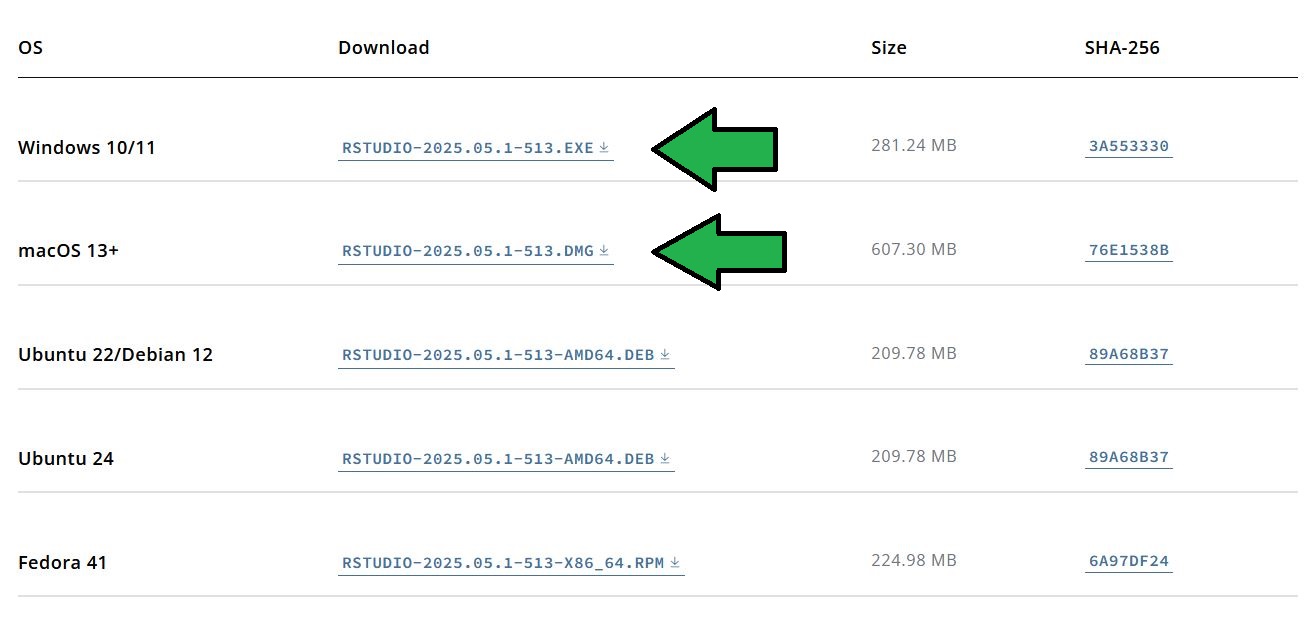 OS Download Size SHA-256
Windows 10/11 RSTUDIO-2025.05.1-513.EXE 281.24 MB 3A553330
macOS 13+ RSTUDIO-2025.05.1-513.DMG 607.30 MB 76E1538B
Ubuntu 22/Debian 12 RSTUDIO-2025.05.1-513-AMD64.DEB 209.78 MB 89A68B37
Ubuntu 24 RSTUDIO-2025.05.1-513-AMD64.DEB 209.78 MB 89A68B37
Fedora 41 RSTUDIO-2025.05.1-513-X86_64.RPM 224.98 MB 6A97DF24